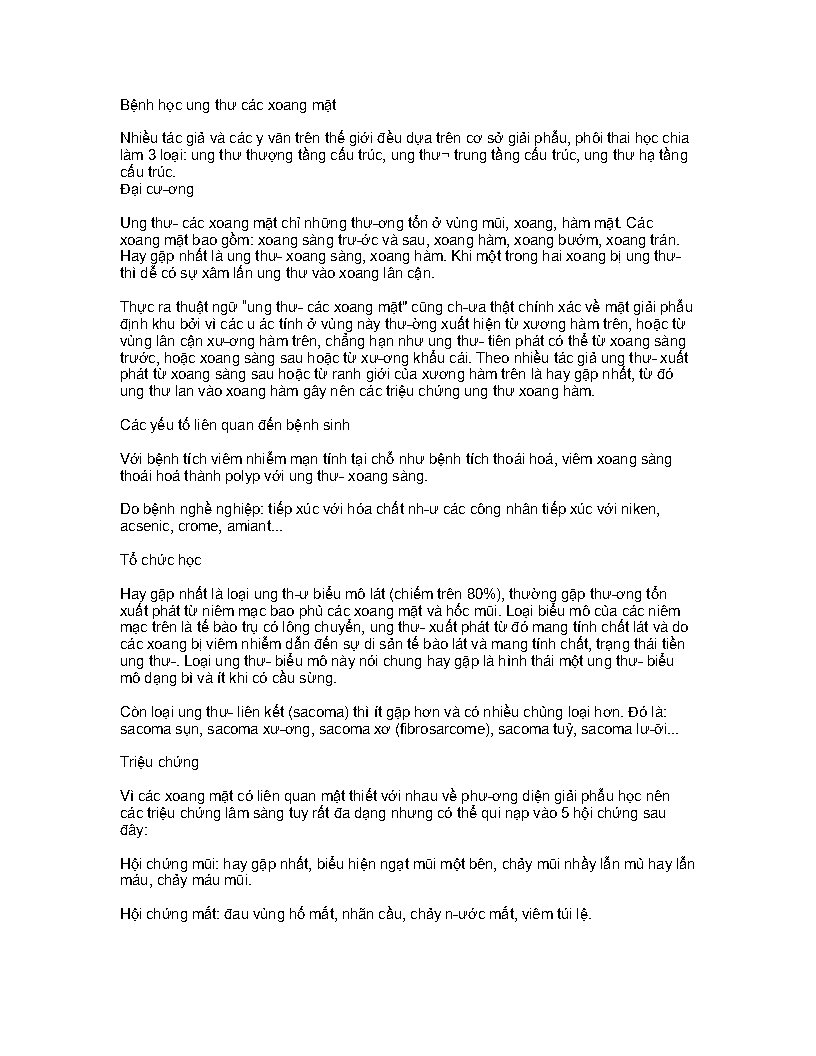 Bệnh học ung thư các xoang mặt
Nhiều tác giả và các y văn trên thế giới đều dựa trên cơ sở giải phẫu, phôi thai học chia
làm 3 loại: ung thư thượng tầng cấu trúc, ung thư¬ trung tầng cấu trúc, ung thư hạ tầng
cấu trúc.
Đại cư-ơng
Ung thư- các xoang mặt chỉ những thư-ơng tổn ở vùng mũi, xoang, hàm mặt. Các
xoang mặt bao gồm: xoang sàng trư-ớc và sau, xoang hàm, xoang bướm, xoang trán.
Hay gặp nhất là ung thư- xoang sàng, xoang hàm. Khi một trong hai xoang bị ung thư-
thì dễ có sự xâm lấn ung thư vào xoang lân cận.
Thực ra thuật ngữ "ung thư- các xoang mặt" cũng ch-ưa thật chính xác về mặt giải phẫu
định khu bởi vì các u ác tính ở vùng này thư-ờng xuất hiện từ xương hàm trên, hoặc từ
vùng lân cận xư-ơng hàm trên, chẳng hạn như ung thư- tiên phát có thể từ xoang sàng
trước, hoặc xoang sàng sau hoặc từ xư-ơng khẩu cái. Theo nhiều tác giả ung thư- xuất
phát từ xoang sàng sau hoặc từ ranh giới của xương hàm trên là hay gặp nhất, từ đó
ung thư lan vào xoang hàm gây nên các triệu chứng ung thư xoang hàm.
Các yếu tố liên quan đến bệnh sinh
Với bệnh tích viêm nhiễm mạn tính tại chỗ như bệnh tích thoái hoá, viêm xoang sàng
thoái hoá thành polyp với ung thư- xoang sàng.
Do bệnh nghề nghiệp: tiếp xúc với hóa chất nh-ư các công nhân tiếp xúc với niken,
acsenic, crome, amiant...
Tổ chức học
Hay gặp nhất là loại ung th-ư biểu mô lát (chiếm trên 80%), thường gặp thư-ơng tổn
xuất phát từ niêm mạc bao phủ các xoang mặt và hốc mũi. Loại biểu mô của các niêm
mạc trên là tế bào trụ có lông chuyển, ung thư- xuất phát từ đó mang tính chất lát và do
các xoang bị viêm nhiễm dẫn đến sự di sản tế bào lát và mang tính chất, trạng thái tiền
ung thư-. Loại ung thư- biểu mô này nói chung hay gặp là hình thái một ung thư- biểu
mô dạng bì và ít khi có cầu sừng.
Còn loại ung thư- liên kết (sacoma) thì ít gặp hơn và có nhiều chủng loại hơn. Đó là:
sacoma sụn, sacoma xư-ơng, sacoma xơ (fibrosarcome), sacoma tuỷ, sacoma lư-ỡi...
Triệu chứng
Vì các xoang mặt có liên quan mật thiết với nhau về phư-ơng diện giải phẫu học nên
các triệu chứng lâm sàng tuy rất đa dạng nhưng có thể qui nạp vào 5 hội chứng sau
đây:
Hội chứng mũi: hay gặp nhất, biểu hiện ngạt mũi một bên, chảy mũi nhầy lẫn mủ hay lẫn
máu, chảy máu mũi.
Hội chứng mắt: đau vùng hố mắt, nhãn cầu, chảy n-ước mắt, viêm túi lệ.